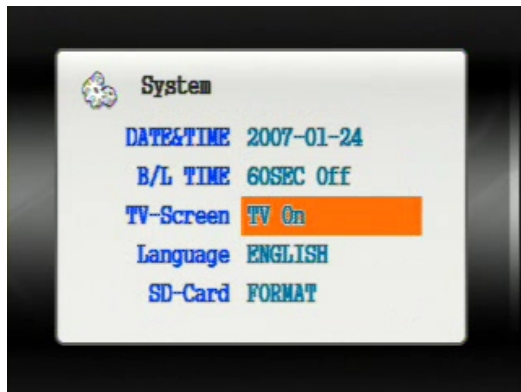 System
DATE&TIME 2007-01-24
B/L TIME 60SEC Off
TV-Screen TV On
Language ENGLISH
SD-Card FORMAT